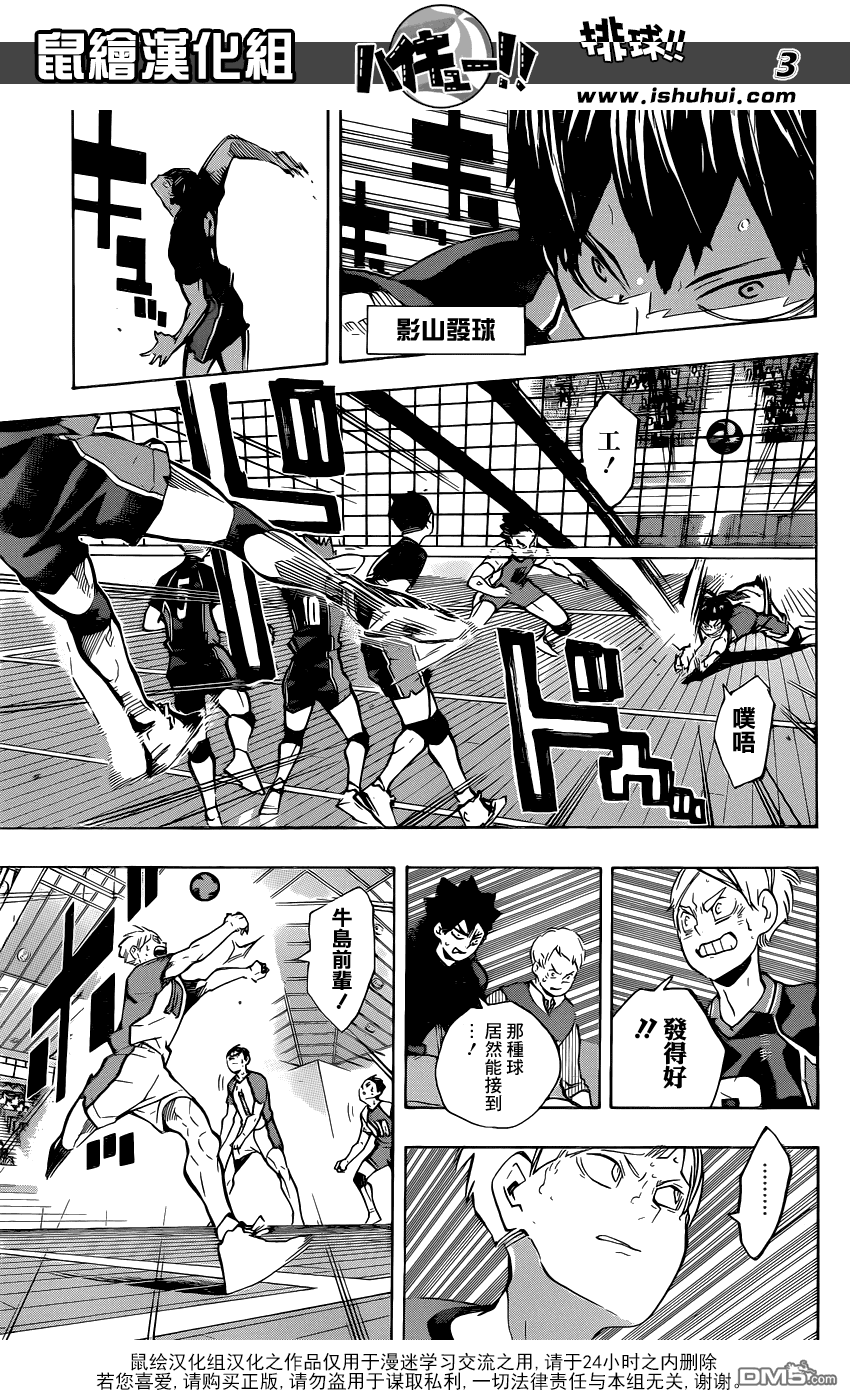 鼠繪漢化組
ハイキュー!!
排球!!
3
www.ishuhui.com
キュ
キュッ
影山發球
工!
ドッ
ドッ
噗唔
發得好
!!
那種球
居然能接到
…!
牛島前輩!
………
鼠绘汉化组汉化之作品仅用于漫迷学习交流之用, 请于24小时之内删除
若您喜爱, 请购买正版, 请勿用于谋取私利, 一切法律责任与本组无关, 谢谢。
DM5.com
5
10